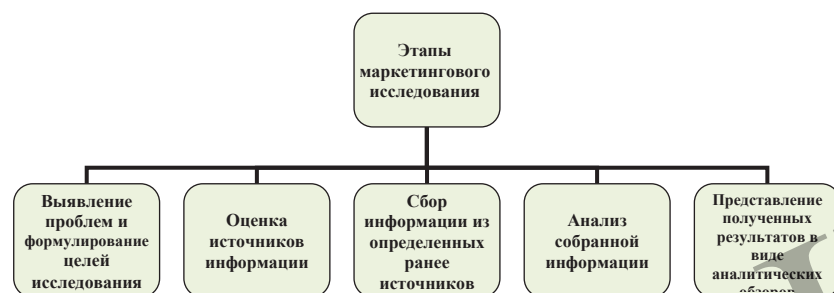 Этапы
маркетингового
исследования
Выявление
проблем и
формулирование
целей
исследования
Оценка
источников
информации
Сбор
информации из
определенных
ранее
источников
Анализ
собранной
информации
Представление
полученных
результатов в
виде
аналитических
обзоров